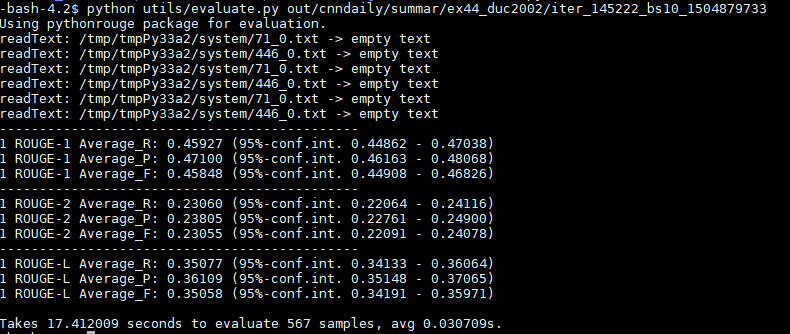 -bash-4.2$ python utils/evaluate.py out/cnndaily/summar/ex44_duc2002/iter_145222_bs10_1504879733
Using pythonrouge package for evaluation.
readText: /tmp/tmpPy33a2/system/71_0.txt -> empty text
readText: /tmp/tmpPy33a2/system/446_0.txt -> empty text
readText: /tmp/tmpPy33a2/system/71_0.txt -> empty text
readText: /tmp/tmpPy33a2/system/446_0.txt -> empty text
readText: /tmp/tmpPy33a2/system/71_0.txt -> empty text
readText: /tmp/tmpPy33a2/system/446_0.txt -> empty text
---------------------------------------------
1 ROUGE-1 Average_R: 0.45927 (95%-conf.int. 0.44862 - 0.47038)
1 ROUGE-1 Average_P: 0.47100 (95%-conf.int. 0.46163 - 0.48068)
1 ROUGE-1 Average_F: 0.45848 (95%-conf.int. 0.44908 - 0.46826)
---------------------------------------------
1 ROUGE-2 Average_R: 0.23060 (95%-conf.int. 0.22064 - 0.24116)
1 ROUGE-2 Average_P: 0.23805 (95%-conf.int. 0.22761 - 0.24900)
1 ROUGE-2 Average_F: 0.23055 (95%-conf.int. 0.22091 - 0.24078)
---------------------------------------------
1 ROUGE-L Average_R: 0.35077 (95%-conf.int. 0.34133 - 0.36064)
1 ROUGE-L Average_P: 0.36109 (95%-conf.int. 0.35148 - 0.37065)
1 ROUGE-L Average_F: 0.35058 (95%-conf.int. 0.34191 - 0.35971)
Takes 17.412009 seconds to evaluate 567 samples, avg 0.030709s.